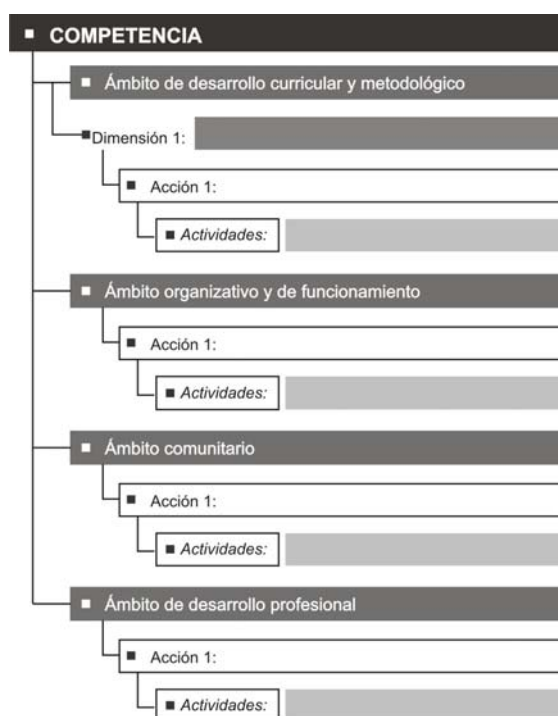 COMPETENCIA
Ámbito de desarrollo curricular y metodológico
Dimensión 1:
Acción 1:
Actividades:
Ámbito organizativo y de funcionamiento
Acción 1:
Actividades:
Ámbito comunitario
Acción 1:
Actividades:
Ámbito de desarrollo profesional
Acción 1:
Actividades: